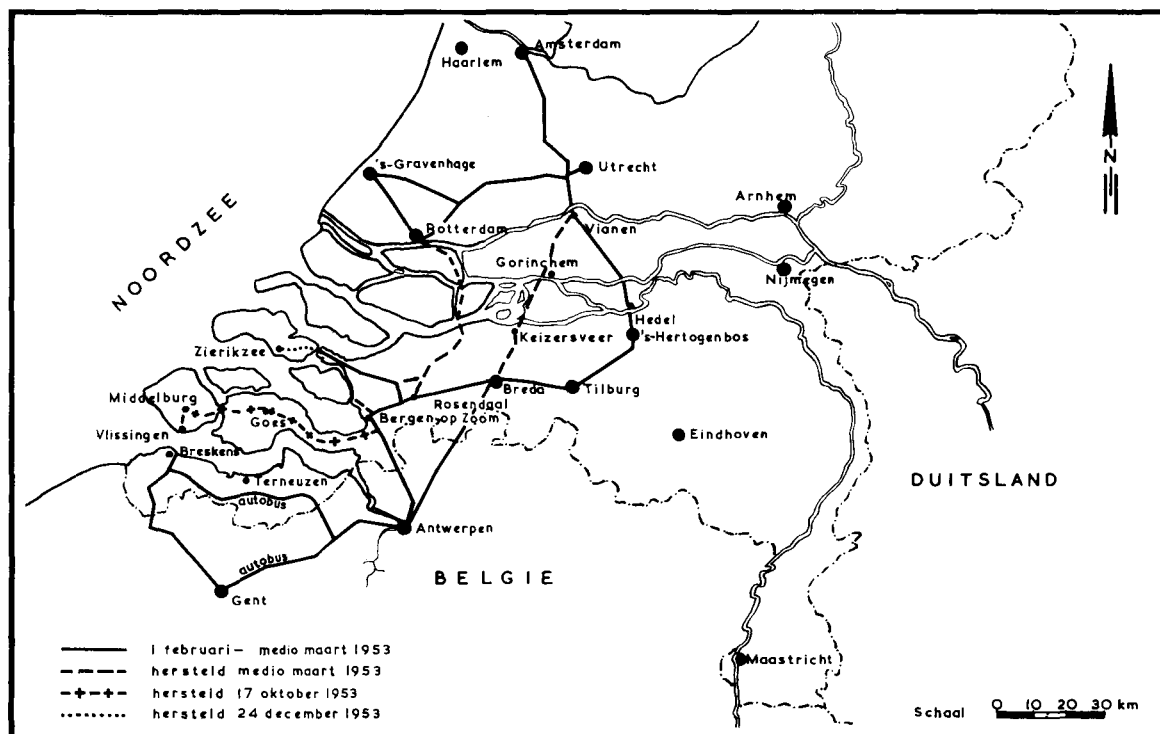 Amsterdam
Haarlem
N
's-Gravenhage
Utrecht
Arnhem
NOORDZEE
Rotterdam
Vianen
Gorinchem
Nijmegen
Hedel
Keizersveer
's-Hertogenbos
Zierikzee
Middelburg
Breda
Tilburg
Rosendaal
Bergen op Zoom
Goes
Vlissingen
Eindhoven
Breskens
Terneuzen
DUITSLAND
autobus
Antwerpen
autobus
BELGIE
Gent
1 februari – medio maart 1953
hersteld medio maart 1953
Maastricht
hersteld 17 oktober 1953
hersteld 24 december 1953
Schaal 0 10 20 30 km